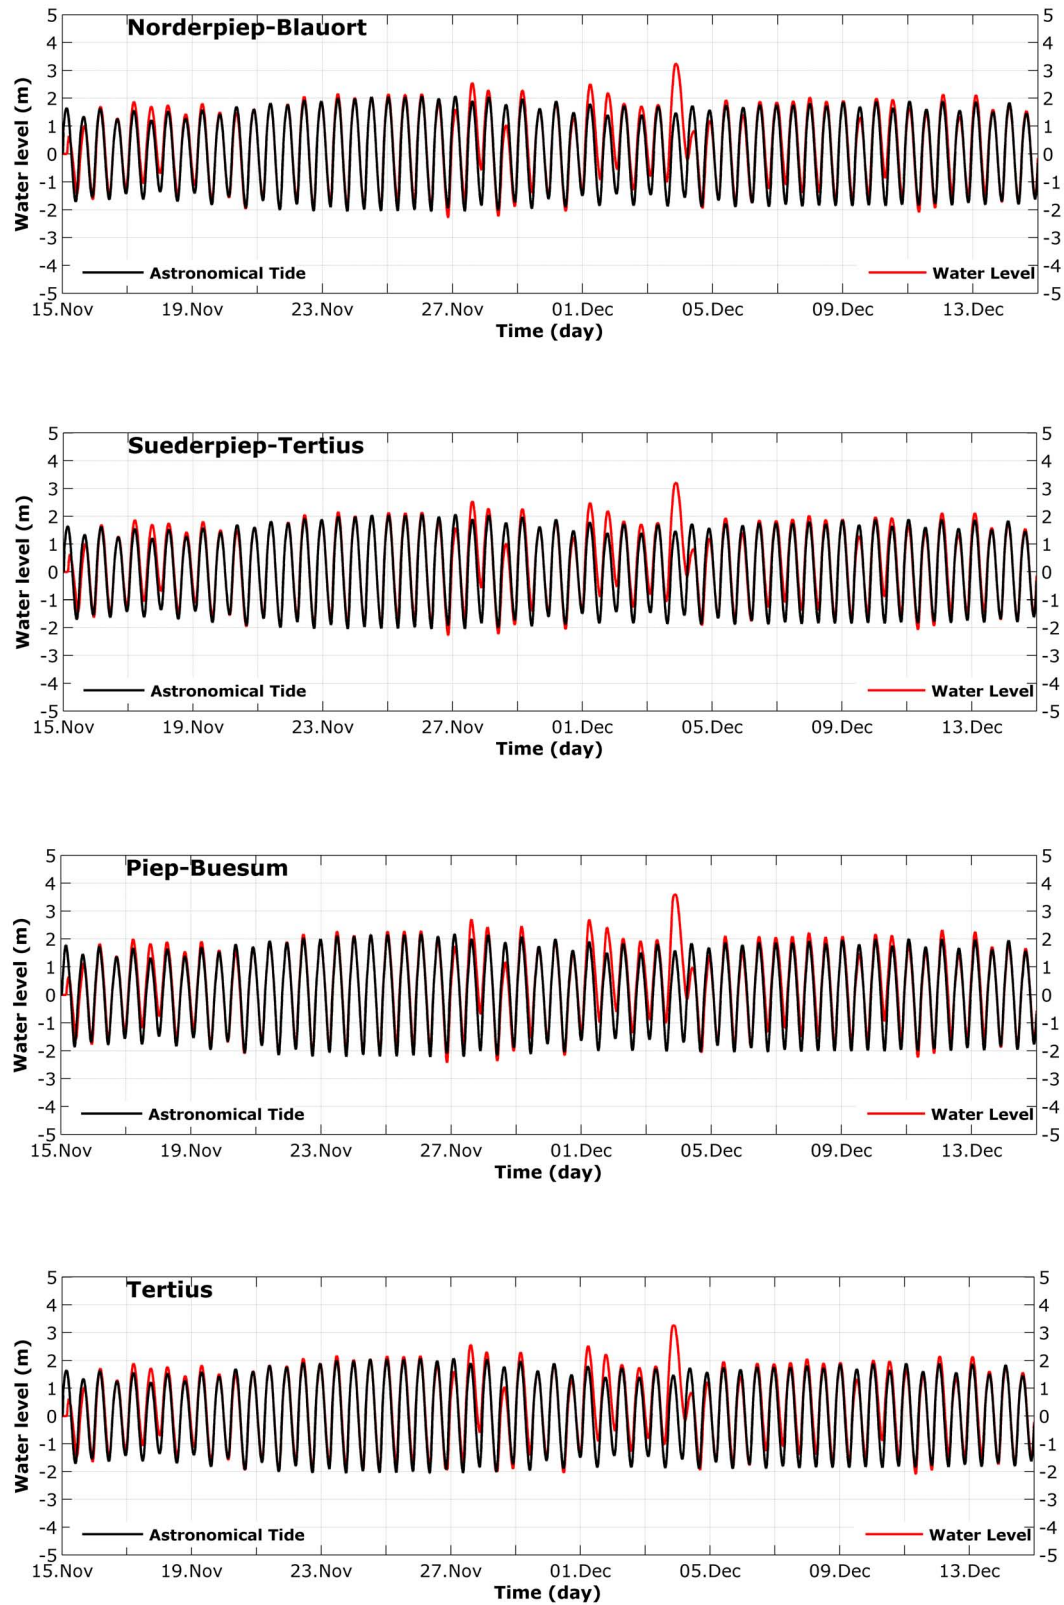 Norderpiep-Blauort
Water level (m)
5 4 3 2 1 0 -1 -2 -3 -4 -5
5 4 3 2 1 0 -1 -2 -3 -4 -5
Astronomical Tide Water Level
15.Nov 19.Nov 23.Nov 27.Nov 01.Dec 05.Dec 09.Dec 13.Dec
Time (day)
Suederpiep-Tertius
Water level (m)
5 4 3 2 1 0 -1 -2 -3 -4 -5
5 4 3 2 1 0 -1 -2 -3 -4 -5
Astronomical Tide Water Level
15.Nov 19.Nov 23.Nov 27.Nov 01.Dec 05.Dec 09.Dec 13.Dec
Time (day)
Piep-Buesum
Water level (m)
5 4 3 2 1 0 -1 -2 -3 -4 -5
5 4 3 2 1 0 -1 -2 -3 -4 -5
Astronomical Tide Water Level
15.Nov 19.Nov 23.Nov 27.Nov 01.Dec 05.Dec 09.Dec 13.Dec
Time (day)
Tertius
Water level (m)
5 4 3 2 1 0 -1 -2 -3 -4 -5
5 4 3 2 1 0 -1 -2 -3 -4 -5
Astronomical Tide Water Level
15.Nov 19.Nov 23.Nov 27.Nov 01.Dec 05.Dec 09.Dec 13.Dec
Time (day)